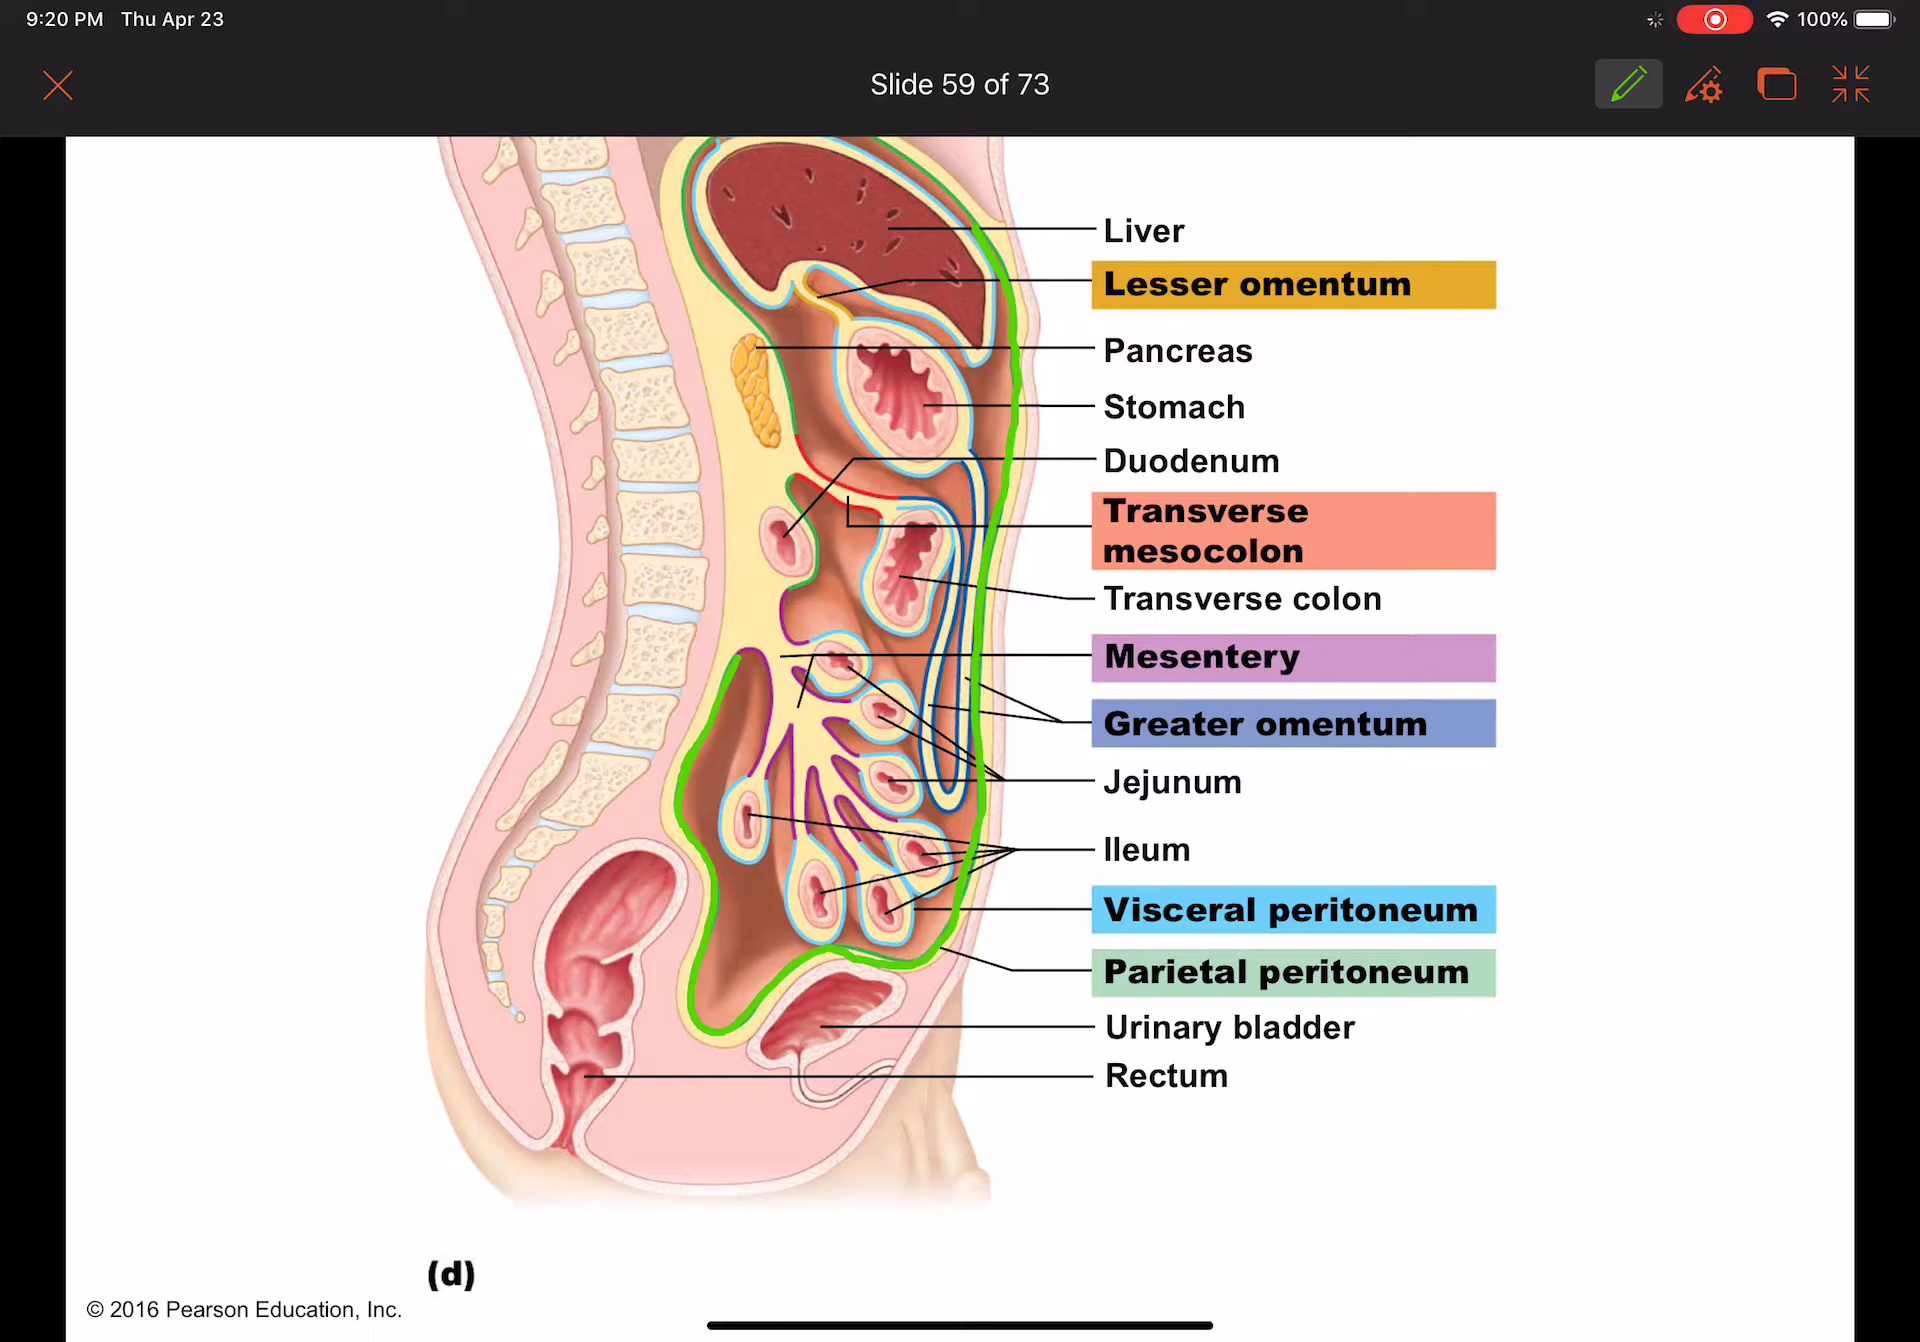 9:20 PM Thu Apr 23
100%
Slide 59 of 73
Liver
Lesser omentum
Pancreas
Stomach
Duodenum
Transverse
mesocolon
Transverse colon
Mesentery
Greater omentum
Jejunum
Ileum
Visceral peritoneum
Parietal peritoneum
Urinary bladder
Rectum
(d)
© 2016 Pearson Education, Inc.